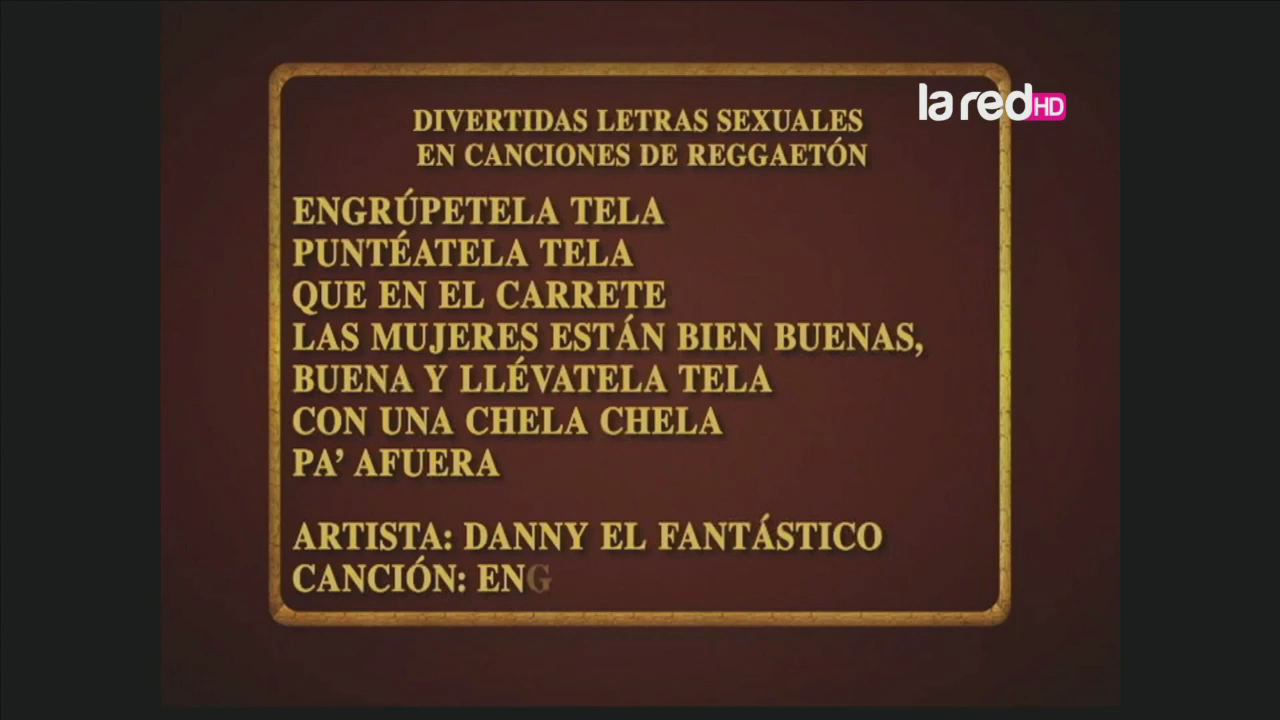 la red HD
DIVERTIDAS LETRAS SEXUALES
EN CANCIONES DE REGGAETÓN
ENGRÚPETELA TELA
PUNTÉATELA TELA
QUE EN EL CARRETE
LAS MUJERES ESTÁN BIEN BUENAS,
BUENA Y LLÉVATELA TELA
CON UNA CHELA CHELA
PA' AFUERA
ARTISTA: DANNY EL FANTÁSTICO
CANCIÓN: ENG